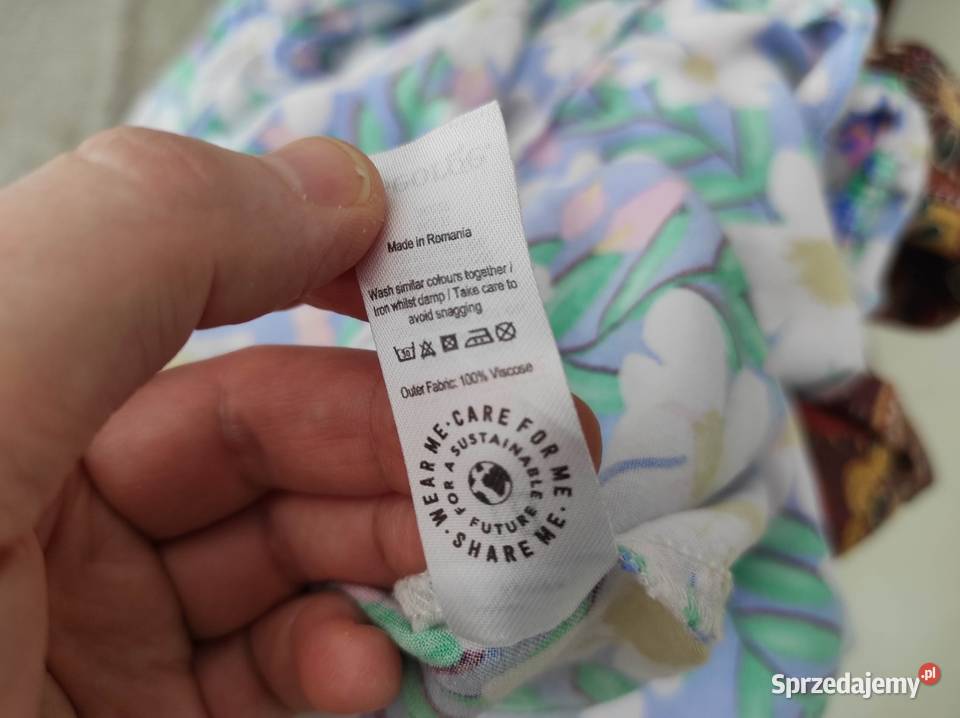 Made in Romania
Wash similar colours together /
Iron whilst damp / Take care to
avoid snagging
30
Outer Fabric: 100% Viscose
WEAR ME · CARE FOR ME ·
SHARE ME ·
FOR A SUSTAINABLE
FUTURE
Sprzedajemy.pl